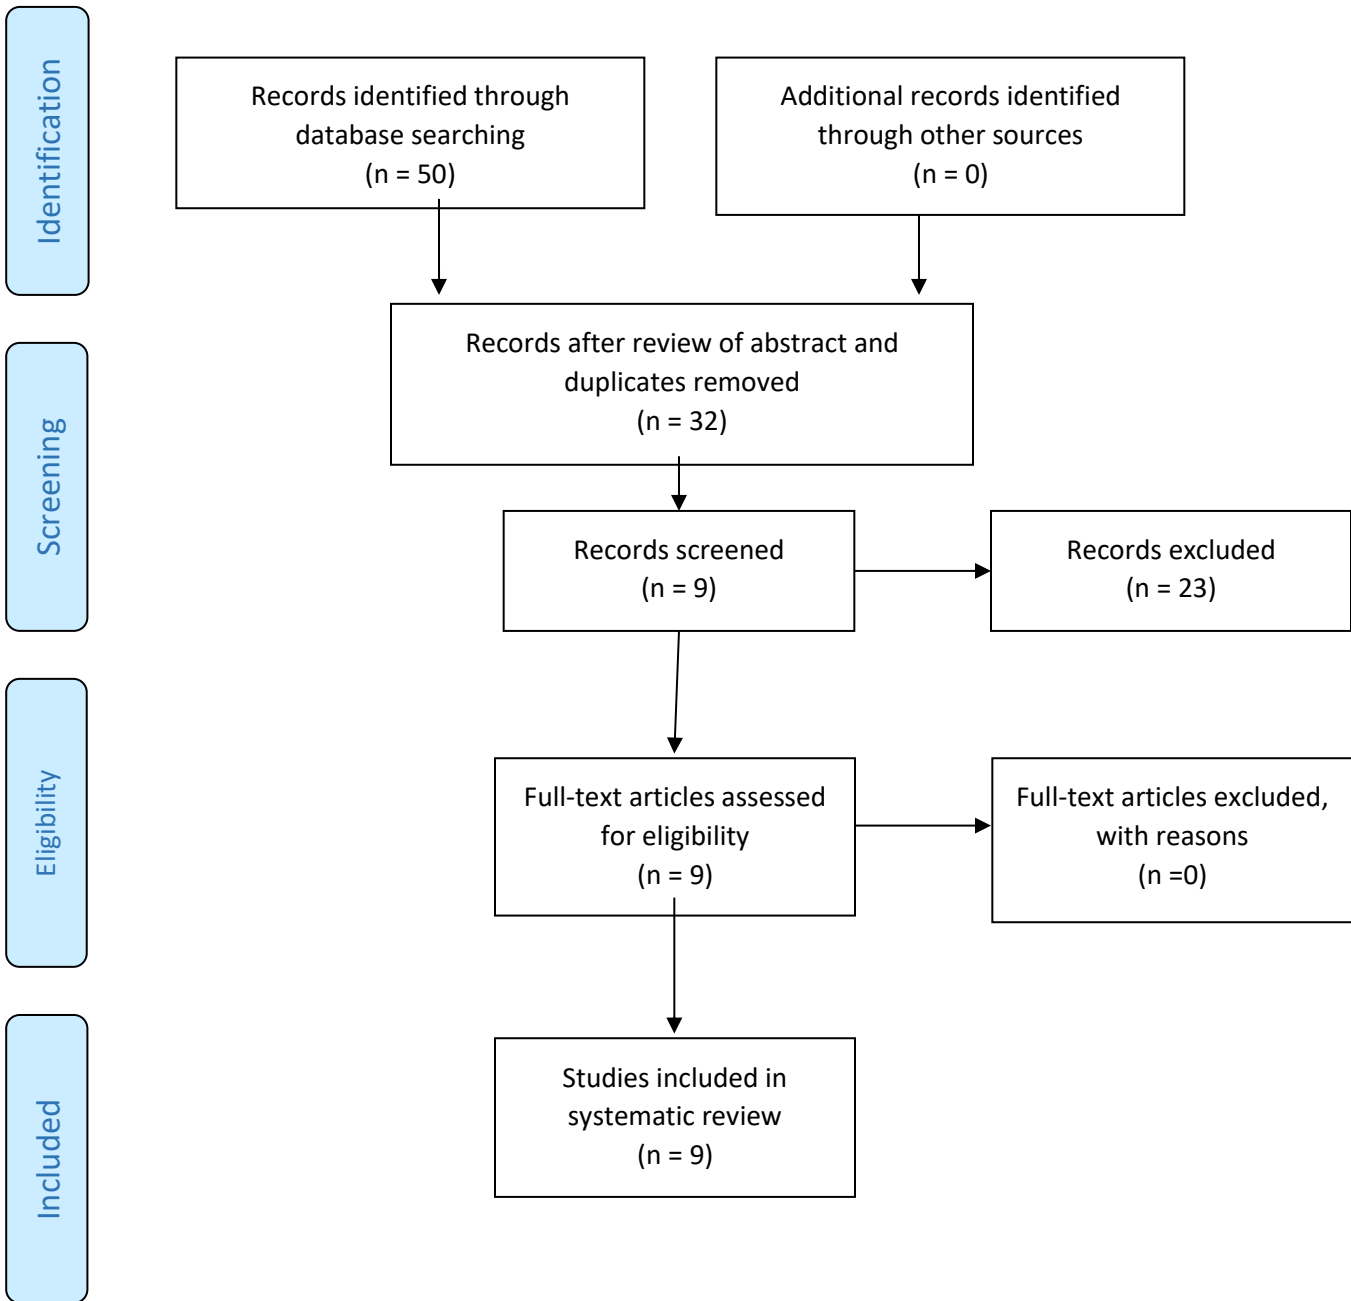 Identification
Records identified through
database searching
(n = 50)
Additional records identified
through other sources
(n = 0)
Screening
Records after review of abstract and
duplicates removed
(n = 32)
Records screened
(n = 9)
Records excluded
(n = 23)
Eligibility
Full-text articles assessed
for eligibility
(n = 9)
Full-text articles excluded,
with reasons
(n =0)
Included
Studies included in
systematic review
(n = 9)